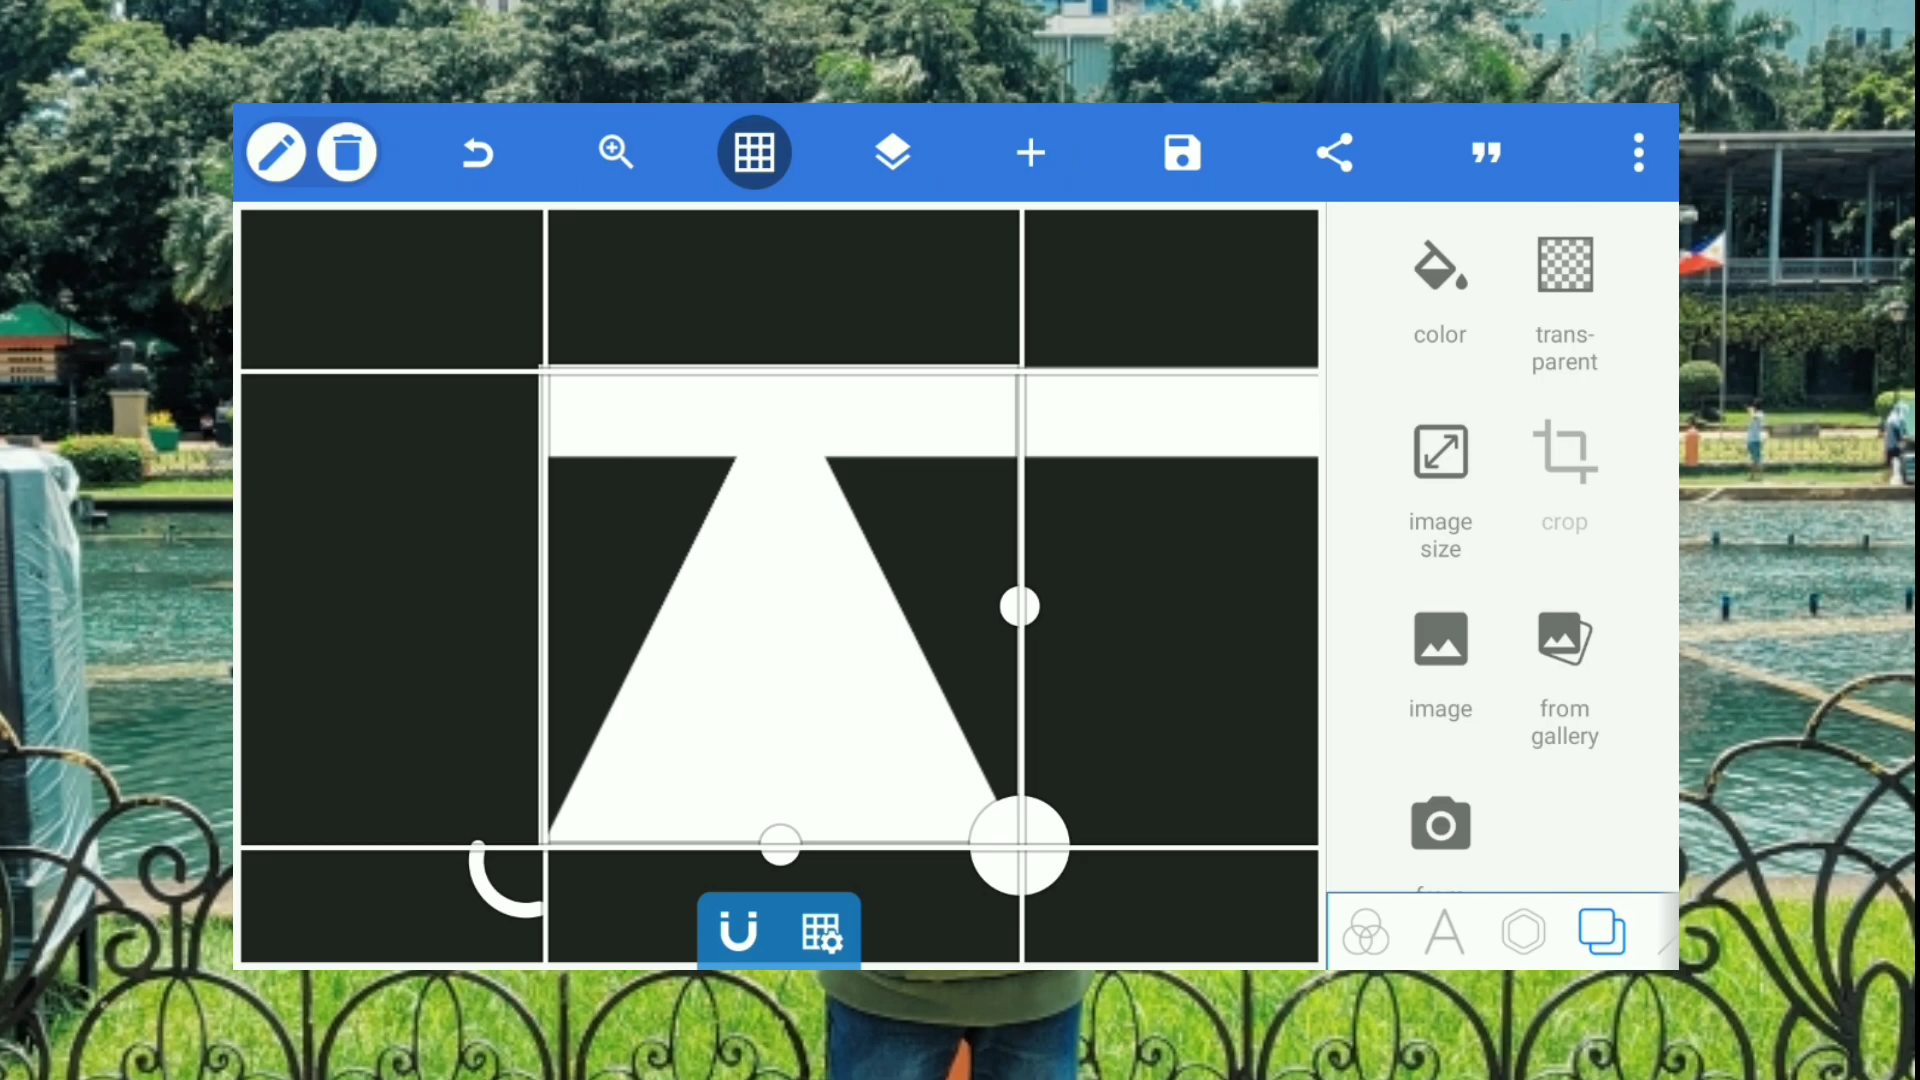 color
trans-
parent
image
size
crop
image
from
gallery